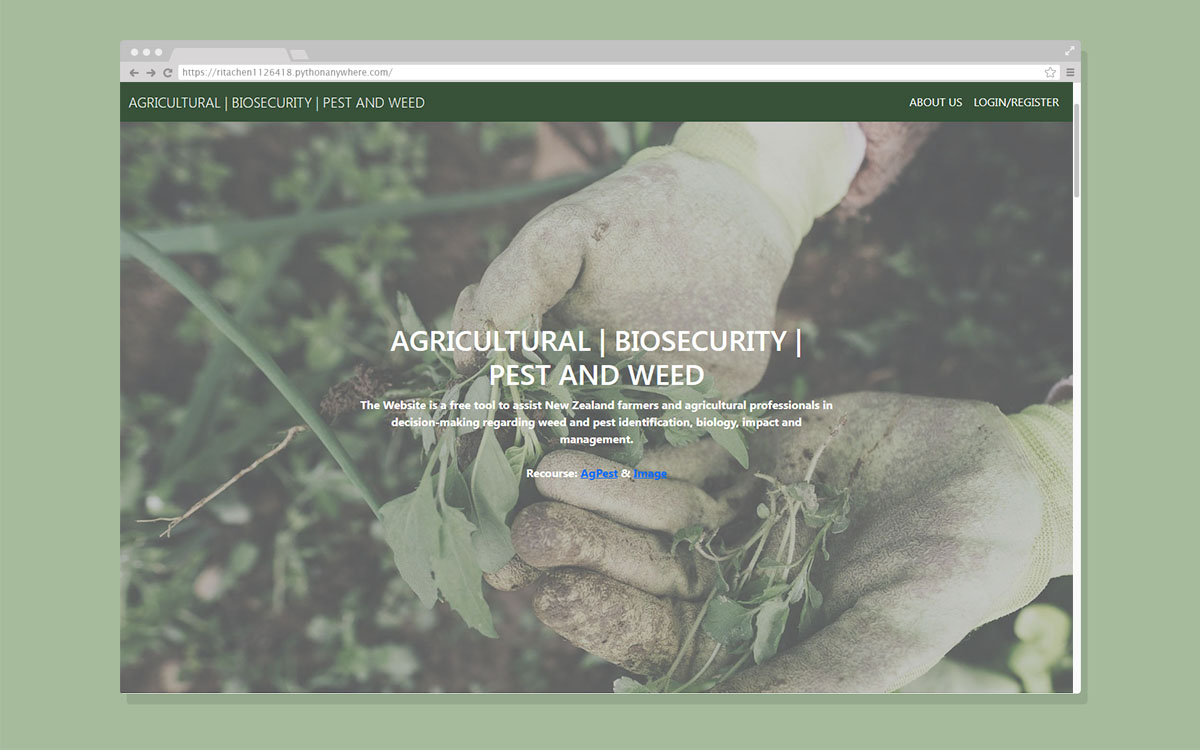 https://ritachen1126418.pythonanywhere.com/
AGRICULTURAL | BIOSECURITY | PEST AND WEED
ABOUT US LOGIN/REGISTER
AGRICULTURAL | BIOSECURITY |
PEST AND WEED
The Website is a free tool to assist New Zealand farmers and agricultural professionals in
decision-making regarding weed and pest identification, biology, impact and
management.
Recourse: AgPest & Image